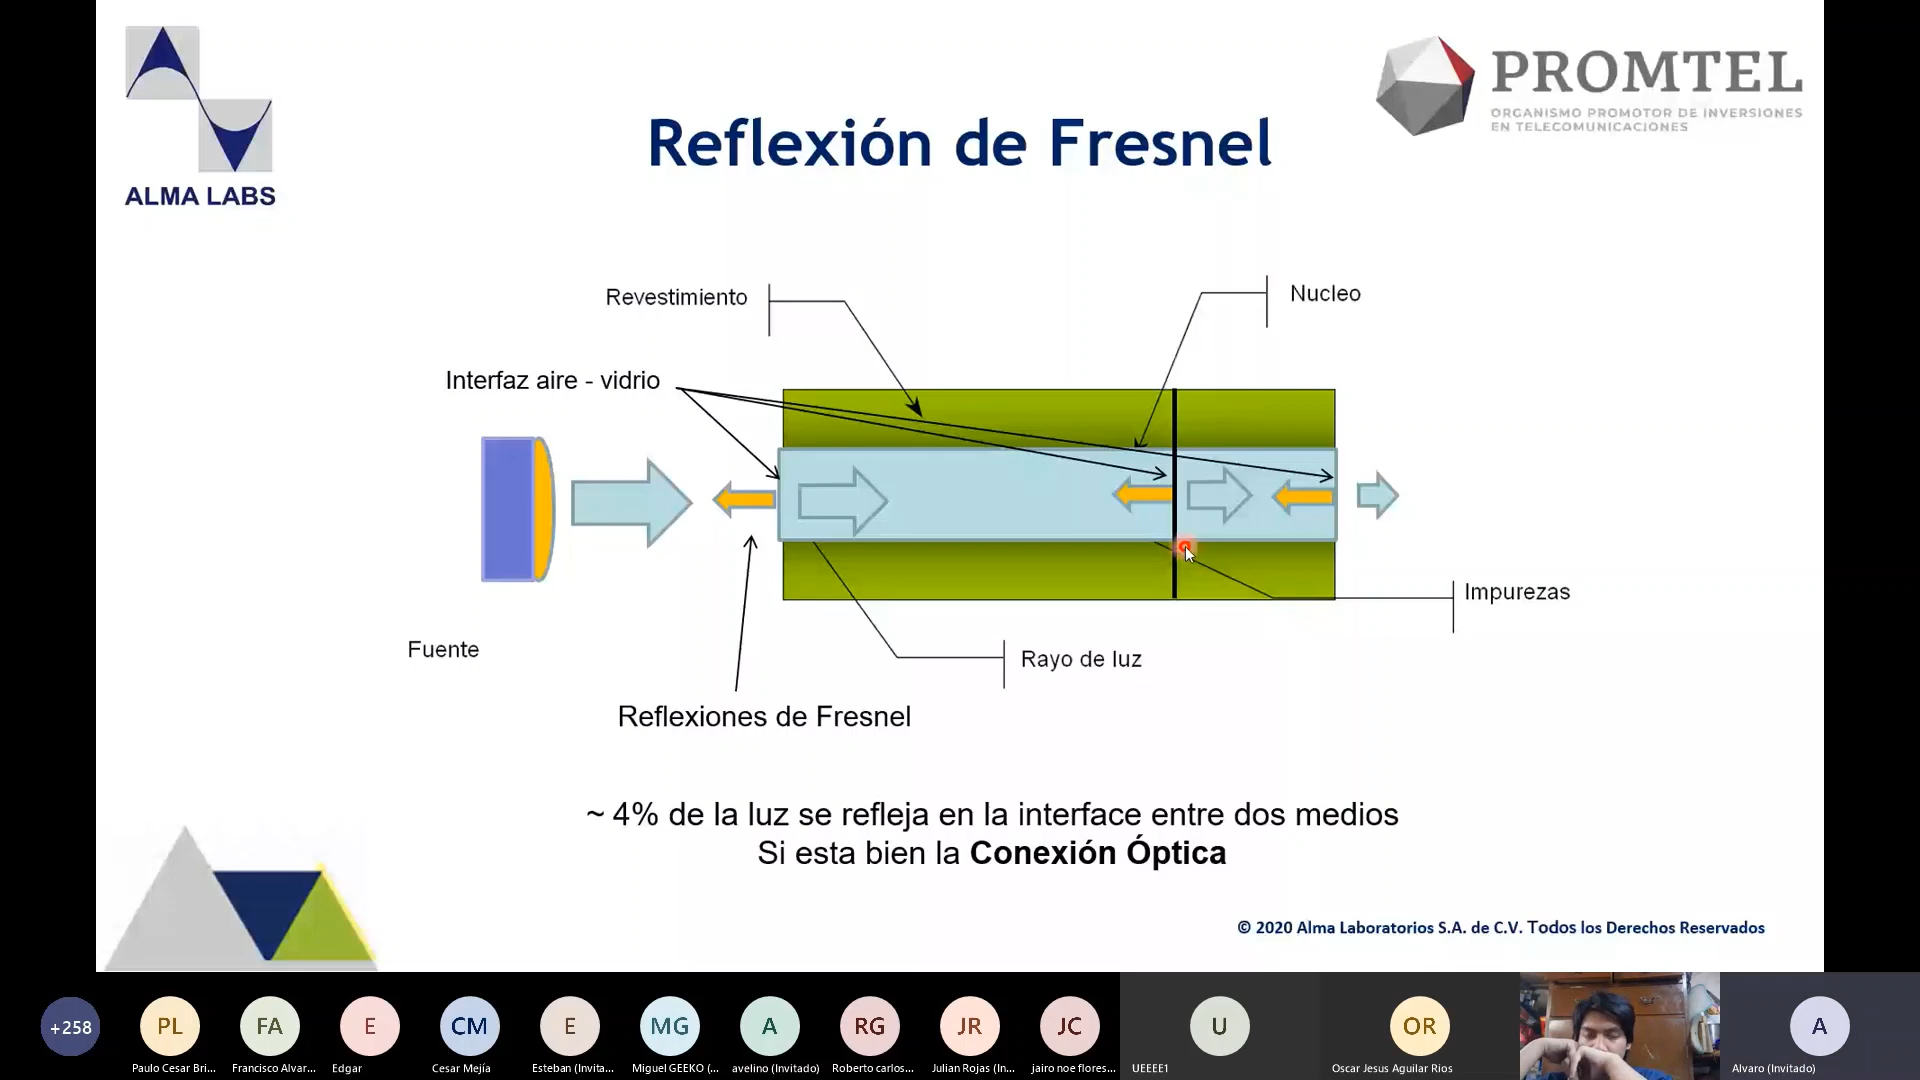 PROMTEL
ORGANISMO PROMOTOR DE INVERSIONES
EN TELECOMUNICACIONES
ALMA LABS
Reflexión de Fresnel
Revestimiento
Nucleo
Interfaz aire - vidrio
Impurezas
Fuente
Rayo de luz
Reflexiones de Fresnel
~ 4% de la luz se refleja en la interface entre dos medios
Si esta bien la Conexión Óptica
© 2020 Alma Laboratorios S.A. de C.V. Todos los Derechos Reservados
+258
PL
FA
E
CM
E
MG
A
RG
JR
JC
U
OR
A
Paulo Cesar Bri...
Francisco Alvar...
Edgar
Cesar Mejía
Esteban (Invita...
Miguel GEEKO (...
avelino (Invitado)
Roberto carlos...
Julian Rojas (In...
jairo noe flores...
UEEEE1
Oscar Jesus Aguilar Rios
Alvaro (Invitado)